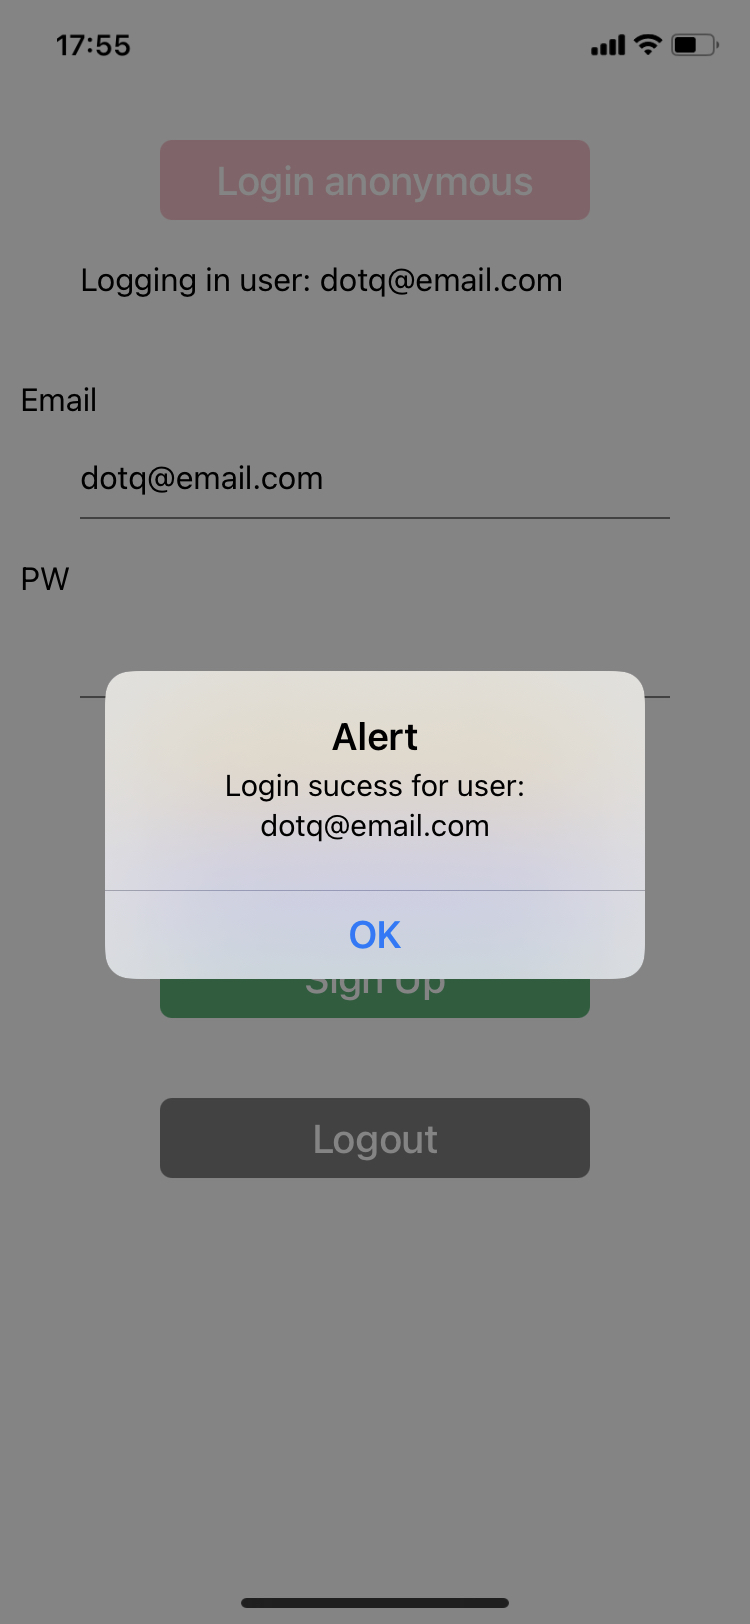 17:55
Login anonymous
Logging in user: dotq@email.com
Email
dotq@email.com
PW
Alert
Login sucess for user:
dotq@email.com
OK
Sign Up
Logout